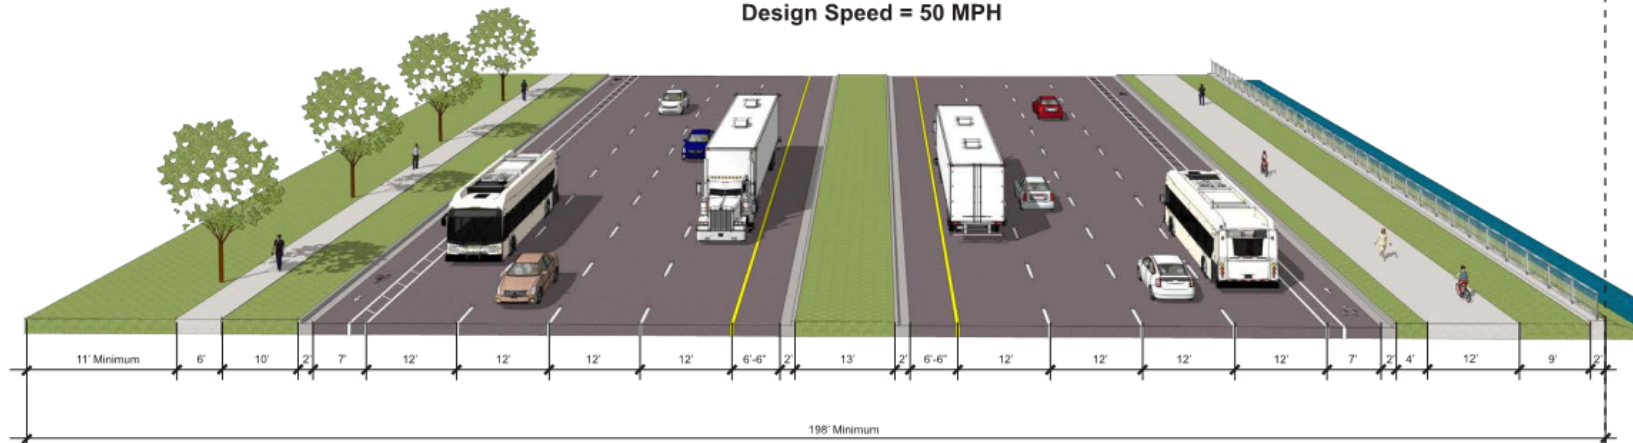 Design Speed = 50 MPH
11' Minimum 6' 10' 2' 7' 12' 12' 12' 12' 6'-6" 2' 13' 2' 6'-6" 12' 12' 12' 12' 7' 2' 4' 12' 9' 2'
198' Minimum